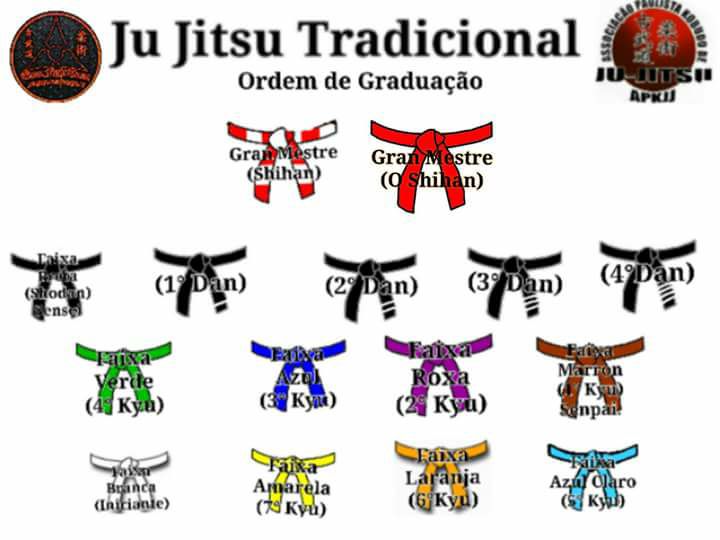 Ju Jitsu Tradicional
Ordem de Graduação
ASSOCIAÇÃO PAULISTA KOBUDO DE
JU-JITSU
APKJJ
柔術
Gran Mestre
(Shihan)
Gran Mestre
(O Shihan)
Faixa
Preta
(Shodan)
Sensei
(1° Dan)
(2° Dan)
(3° Dan)
(4° Dan)
Faixa
Verde
(4° Kyu)
Faixa
Azul
(3° Kyu)
Faixa
Roxa
(2° Kyu)
Faixa
Marron
(1° Kyu)
Senpai.
Faixa
Branca
(Iniciante)
Faixa
Amarela
(7° Kyu)
Faixa
Laranja
(6°Kyu)
Faixa
Azul Claro
(5° Kyu)